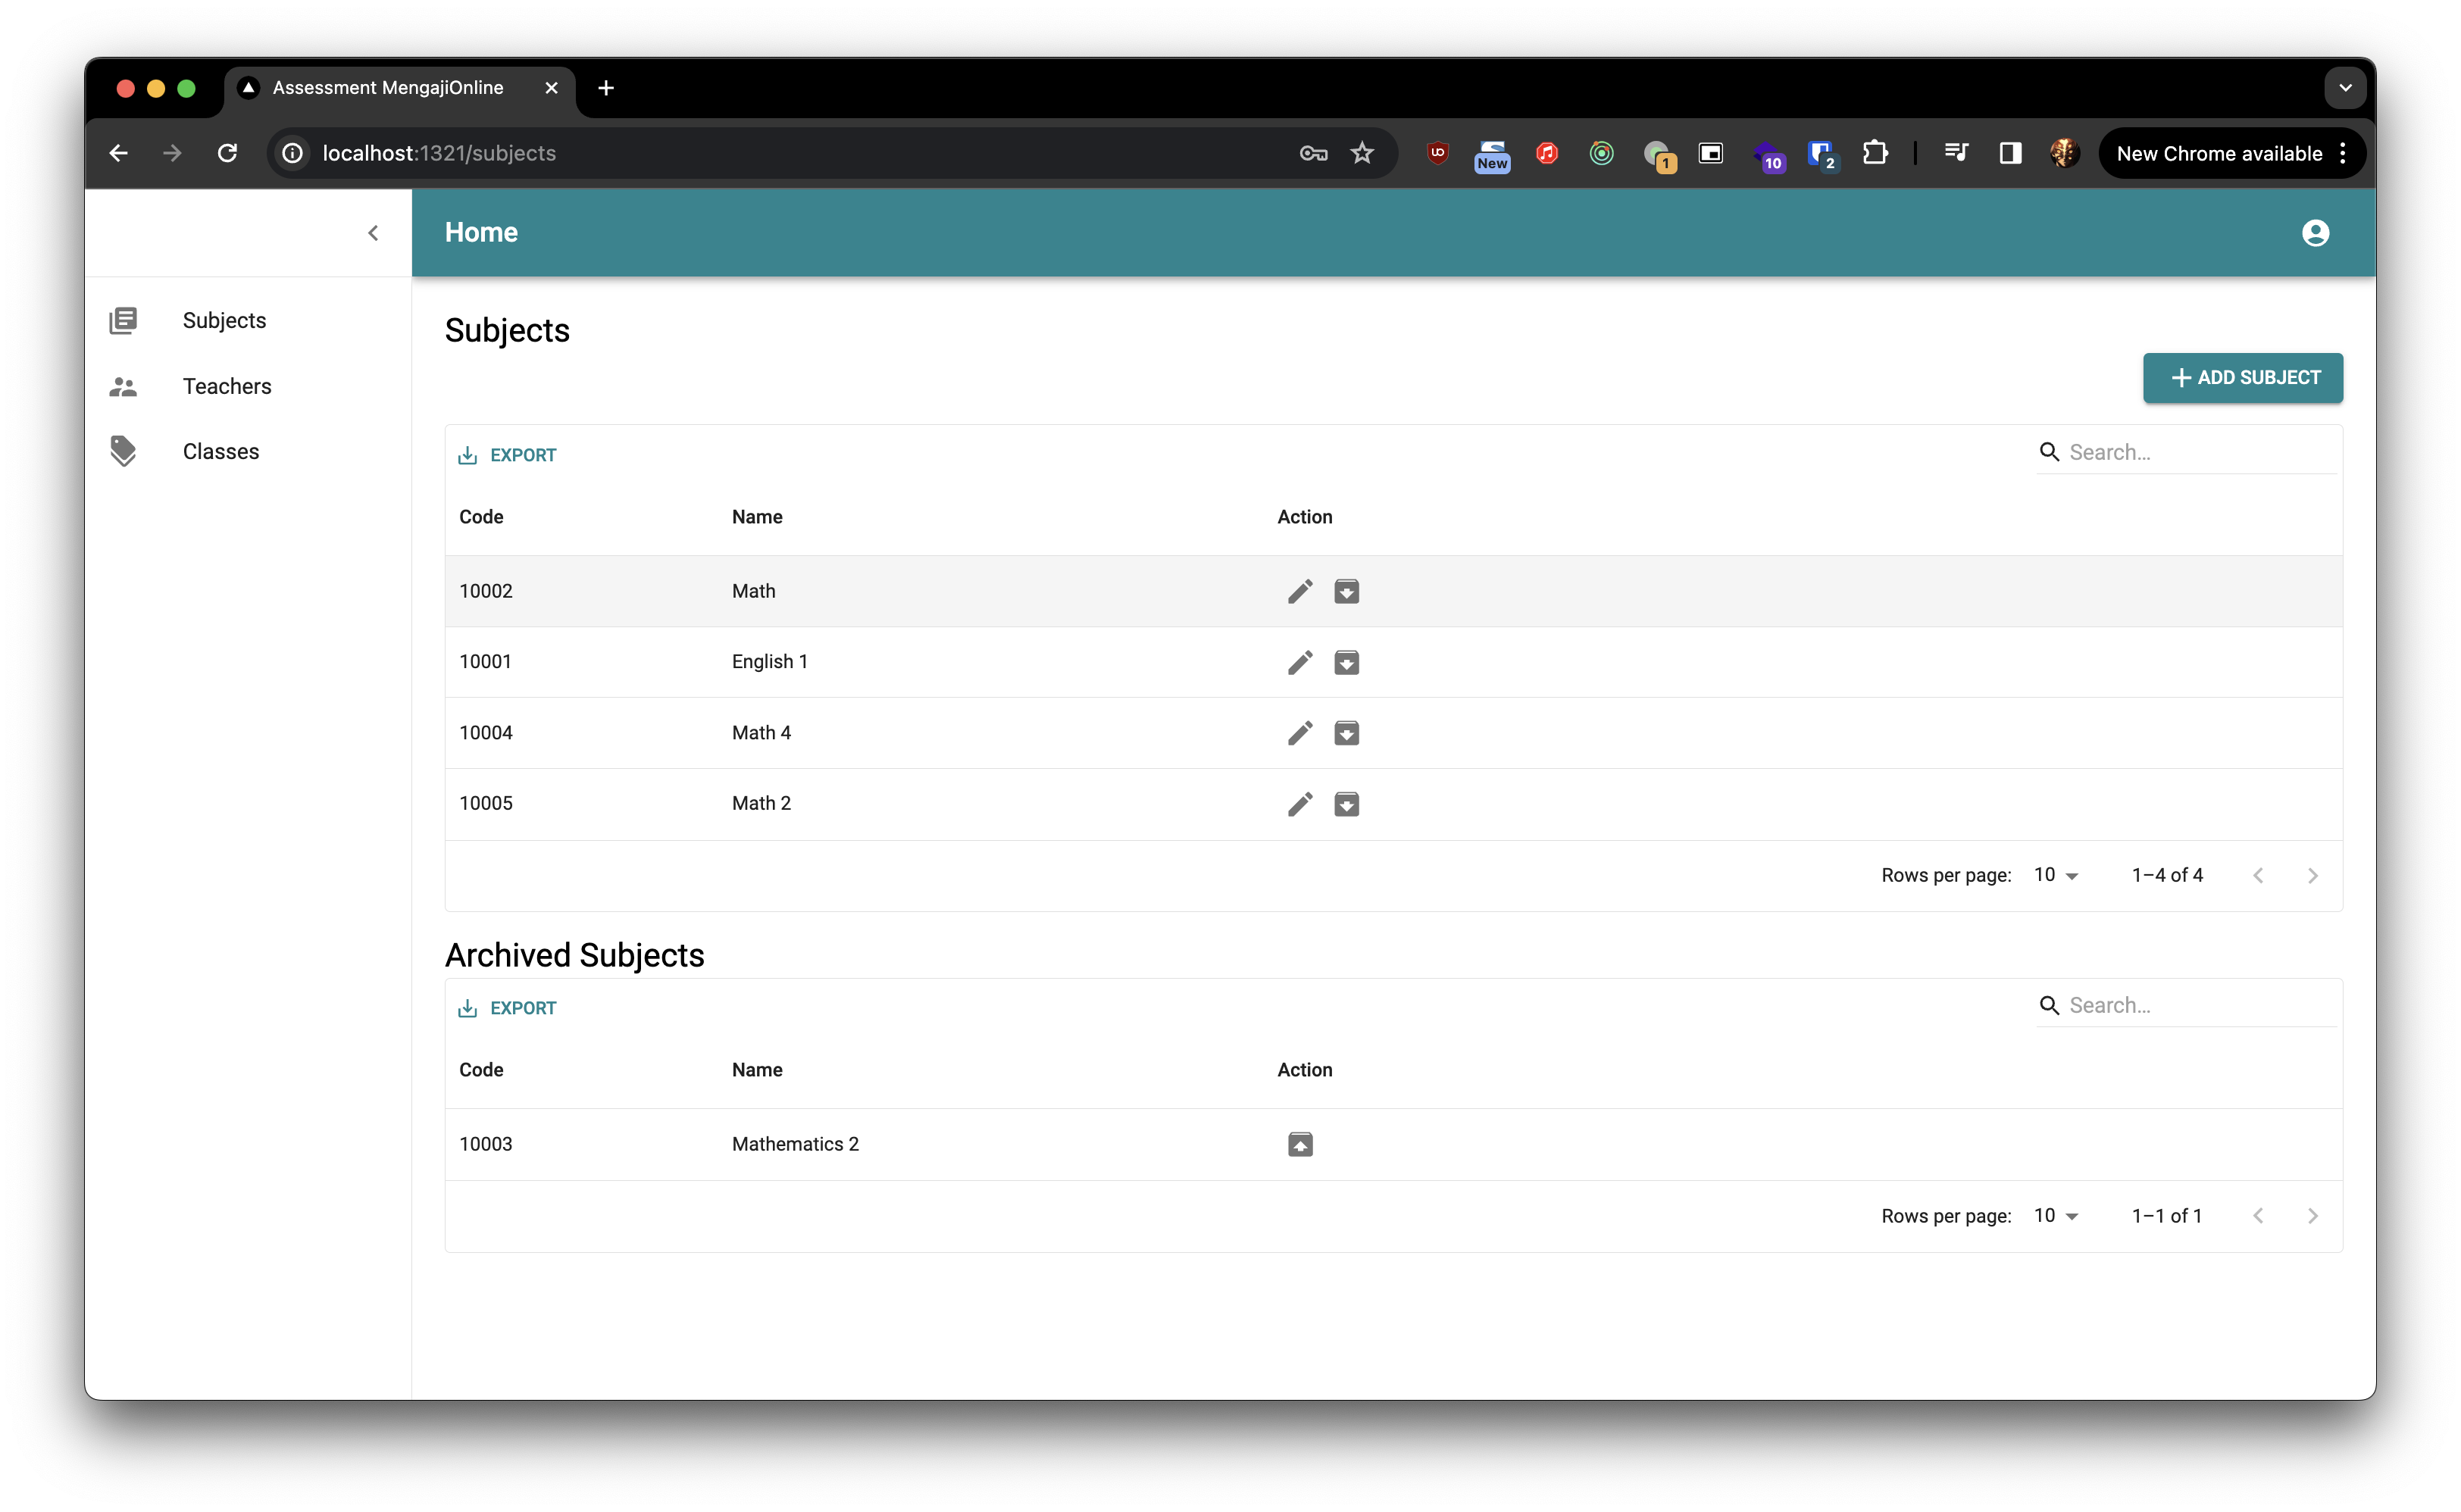 Assessment MengajiOnline
localhost:1321/subjects
New
1
10
2
New Chrome available
Home
Subjects
Teachers
Classes
Subjects
ADD SUBJECT
EXPORT
Search…
Code Name Action
10002 Math
10001 English 1
10004 Math 4
10005 Math 2
Rows per page: 10 1–4 of 4
Archived Subjects
EXPORT
Search…
Code Name Action
10003 Mathematics 2
Rows per page: 10 1–1 of 1